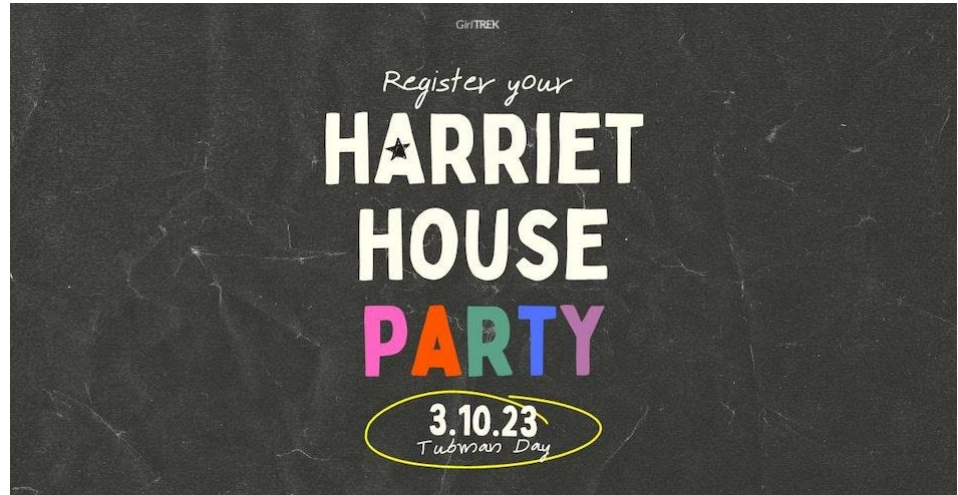 GirlTREK
Register your
HARRIET
HOUSE
PARTY
3.10.23
Tubman Day